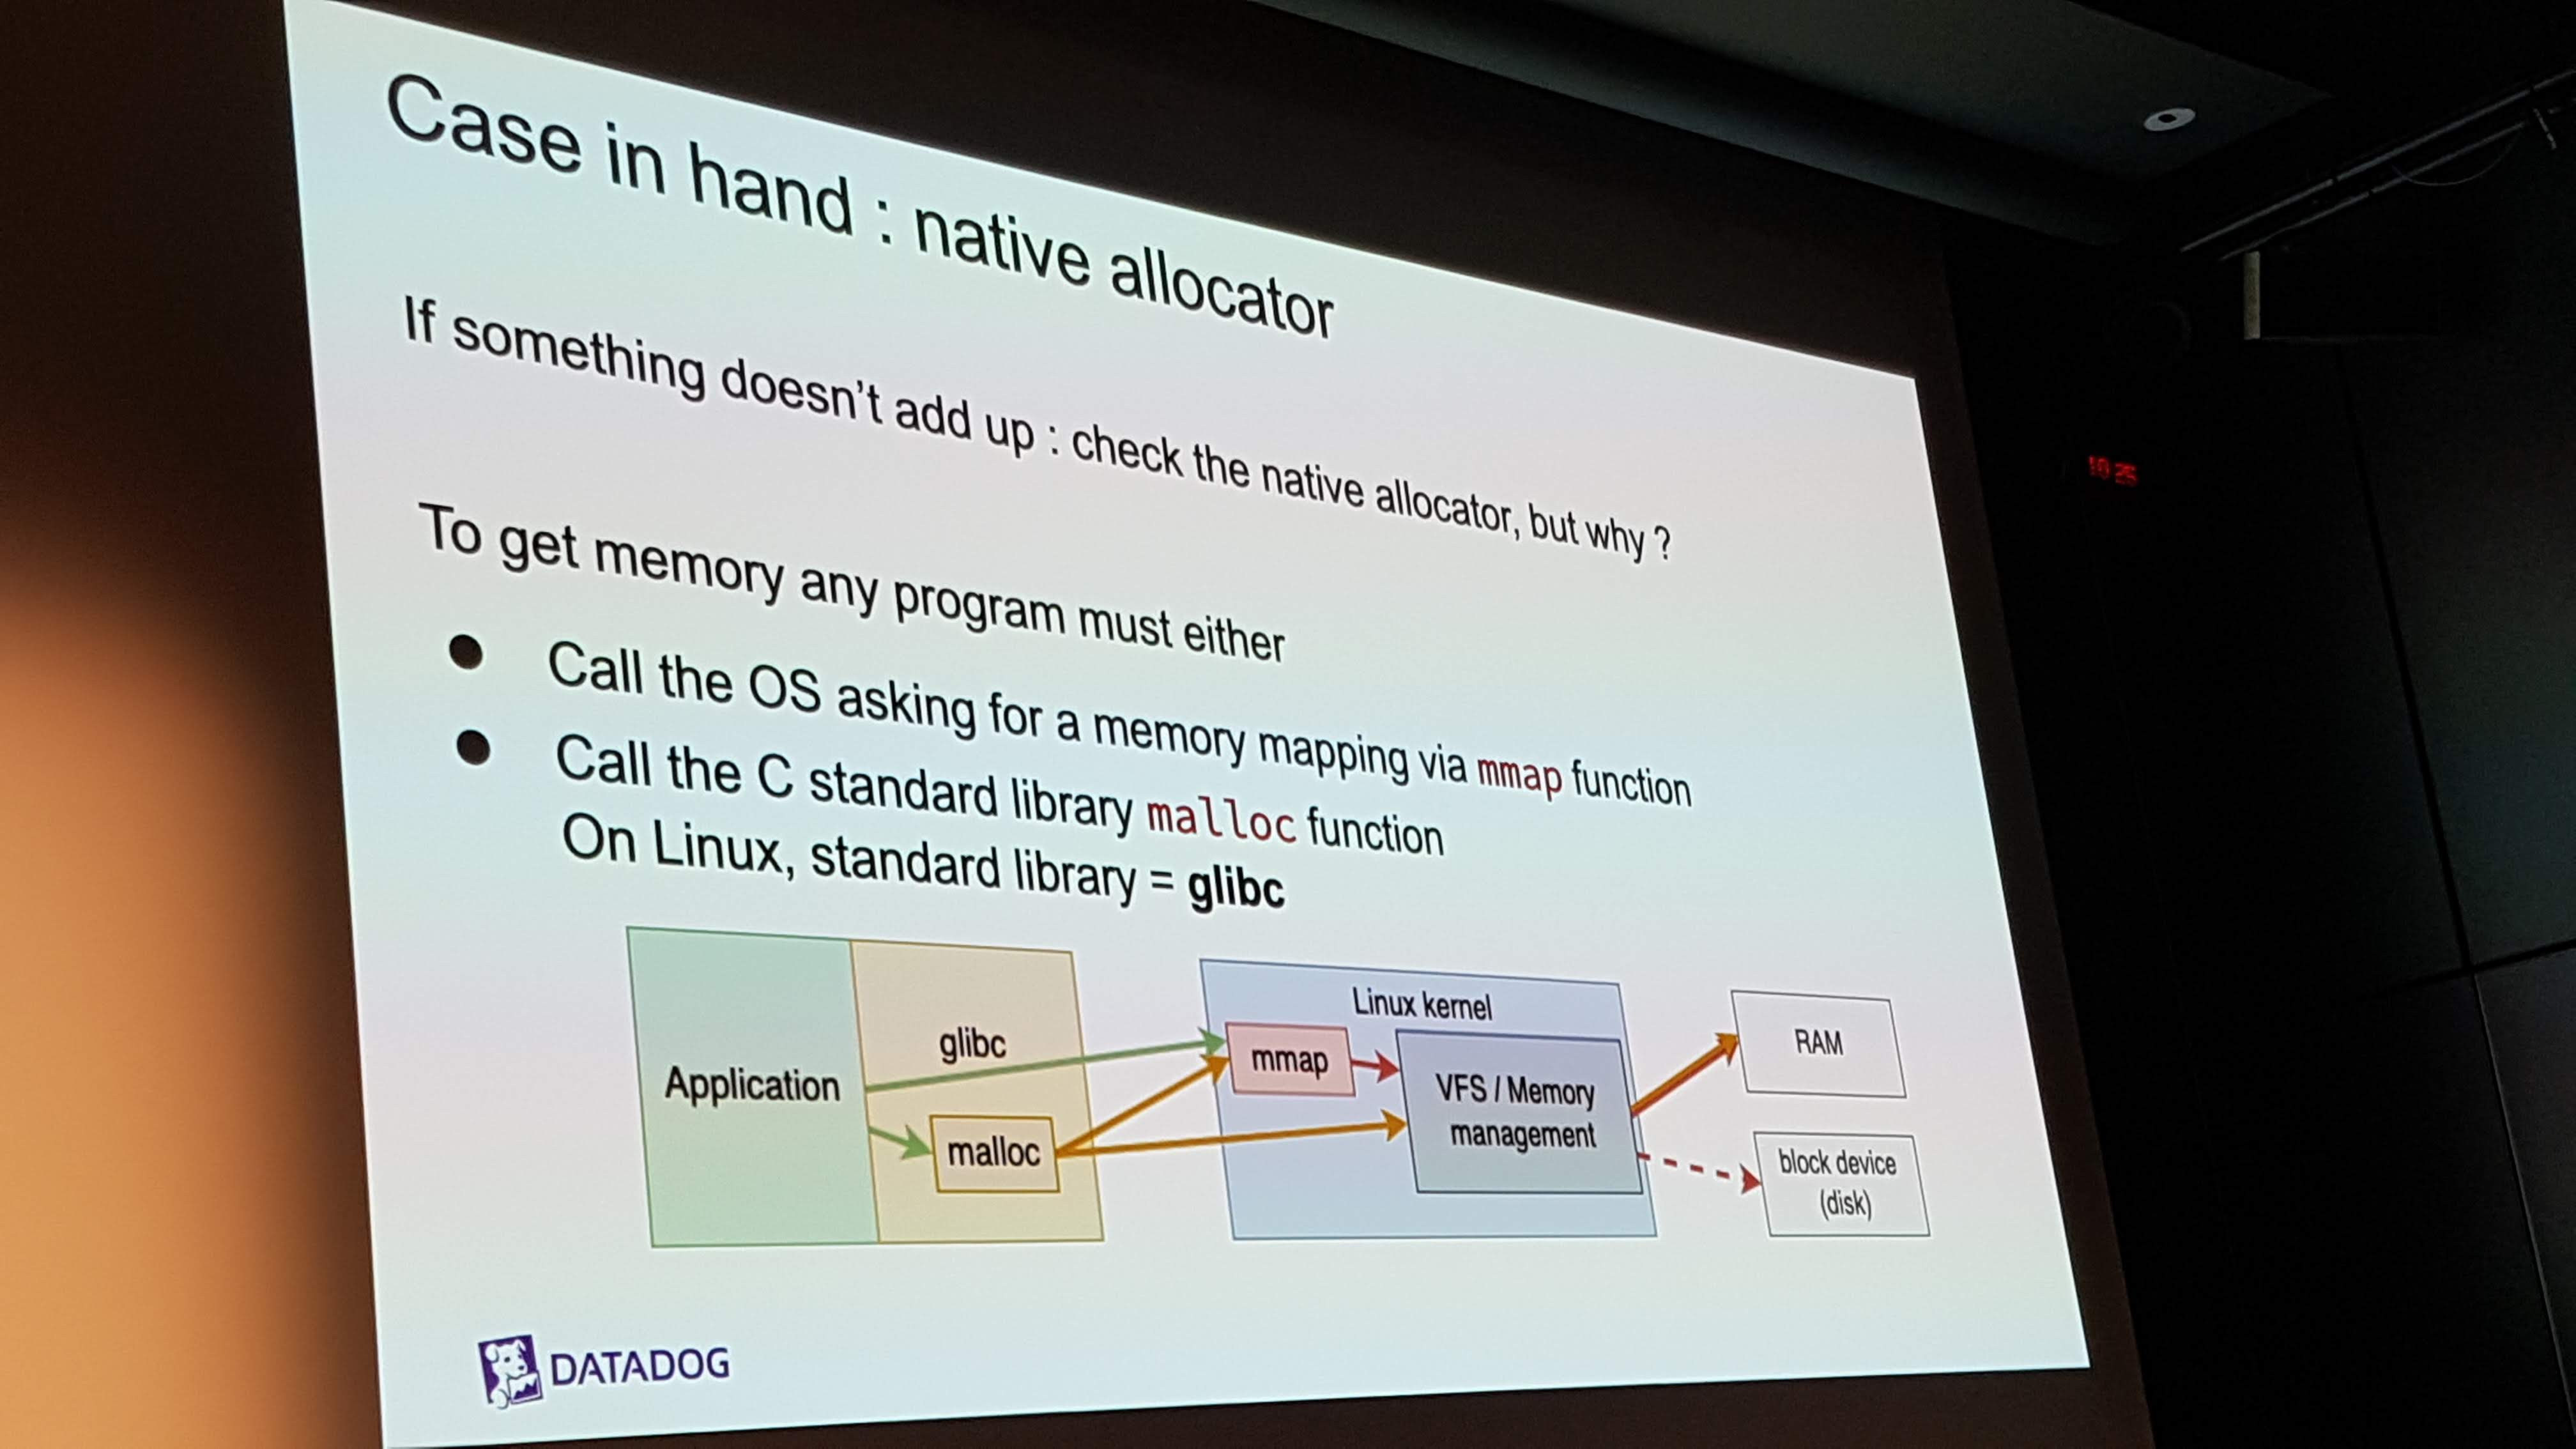 Case in hand : native allocator
If something doesn't add up : check the native allocator, but why ?
To get memory any program must either
● Call the OS asking for a memory mapping via mmap function
● Call the C standard library malloc function
On Linux, standard library = glibc
Application
glibc
malloc
Linux kernel
mmap
VFS / Memory
management
RAM
block device
(disk)
DATADOG
10 25